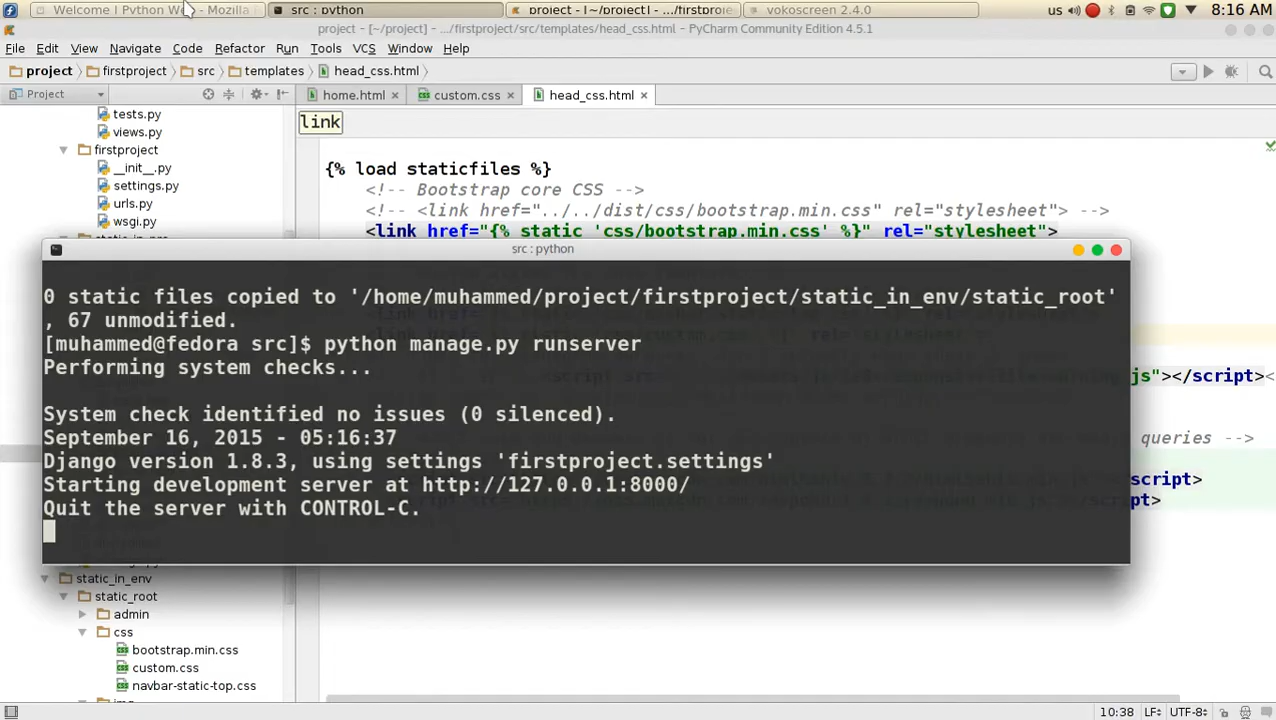 Welcome | Python We... - Mozilla
src : python
project - [~/project] - .../firstproje...
vokoscreen 2.4.0
us
8:16 AM
project - [~/project] - .../firstproject/src/templates/head_css.html - PyCharm Community Edition 4.5.1
File Edit View Navigate Code Refactor Run Tools VCS Window Help
project firstproject src templates head_css.html
Project
home.html custom.css head_css.html
tests.py
link
views.py
firstproject
__init__.py
{% load staticfiles %}
settings.py
<!-- Bootstrap core CSS -->
urls.py
<!-- <link href="../../dist/css/bootstrap.min.css" rel="stylesheet"> -->
wsgi.py
<link href="{% static 'css/bootstrap.min.css' %}" rel="stylesheet">
src : python
0 static files copied to '/home/muhammed/project/firstproject/static_in_env/static_root'
, 67 unmodified.
[muhammed@fedora src]$ python manage.py runserver
Performing system checks...
js"></script><
System check identified no issues (0 silenced).
September 16, 2015 - 05:16:37
queries -->
Django version 1.8.3, using settings 'firstproject.settings'
Starting development server at http://127.0.0.1:8000/
script>
Quit the server with CONTROL-C.
script>
static_in_env
static_root
admin
css
bootstrap.min.css
custom.css
navbar-static-top.css
10:38 LF÷ UTF-8÷